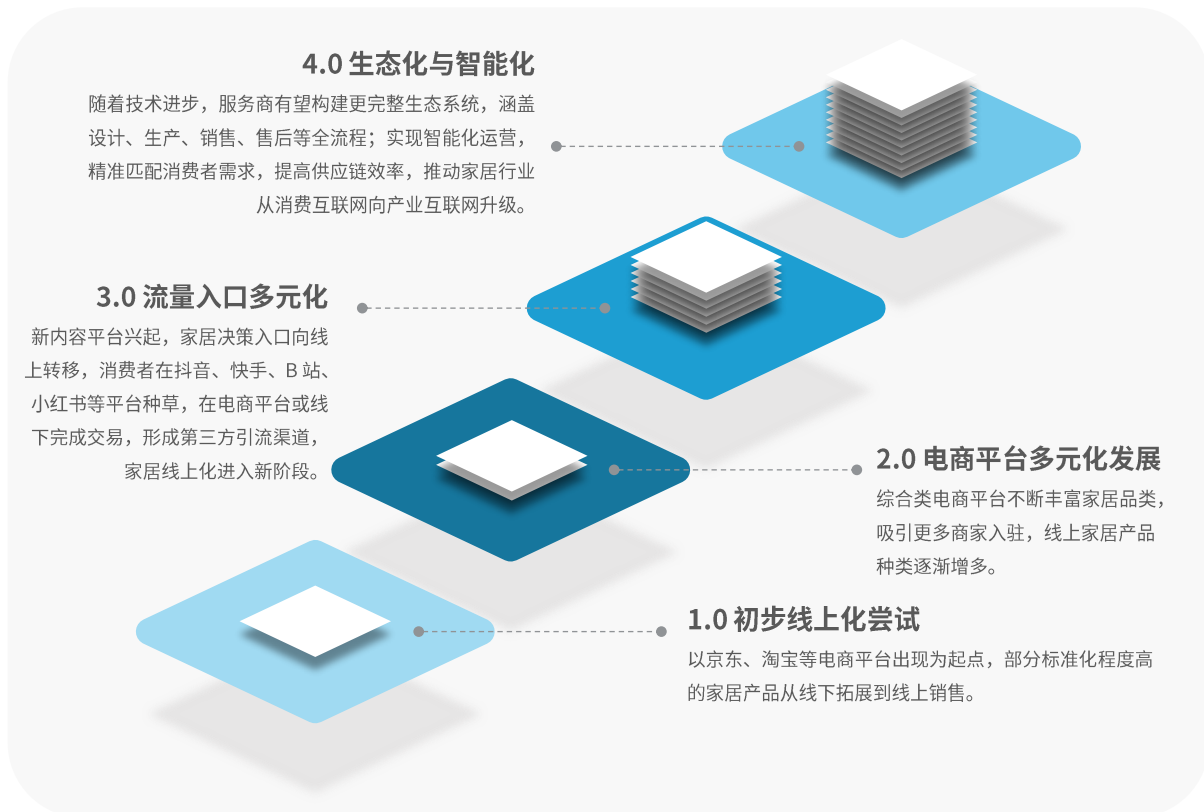 4.0 生态化与智能化
随着技术进步，服务商有望构建更完整生态系统，涵盖
设计、生产、销售、售后等全流程；实现智能化运营，
精准匹配消费者需求，提高供应链效率，推动家居行业
从消费互联网向产业互联网升级。
3.0 流量入口多元化
新内容平台兴起，家居决策入口向线
上转移，消费者在抖音、快手、B 站、
小红书等平台种草，在电商平台或线
下完成交易，形成第三方引流渠道，
家居线上化进入新阶段。
2.0 电商平台多元化发展
综合类电商平台不断丰富家居品类，
吸引更多商家入驻，线上家居产品
种类逐渐增多。
1.0 初步线上化尝试
以京东、淘宝等电商平台出现为起点，部分标准化程度高
的家居产品从线下拓展到线上销售。